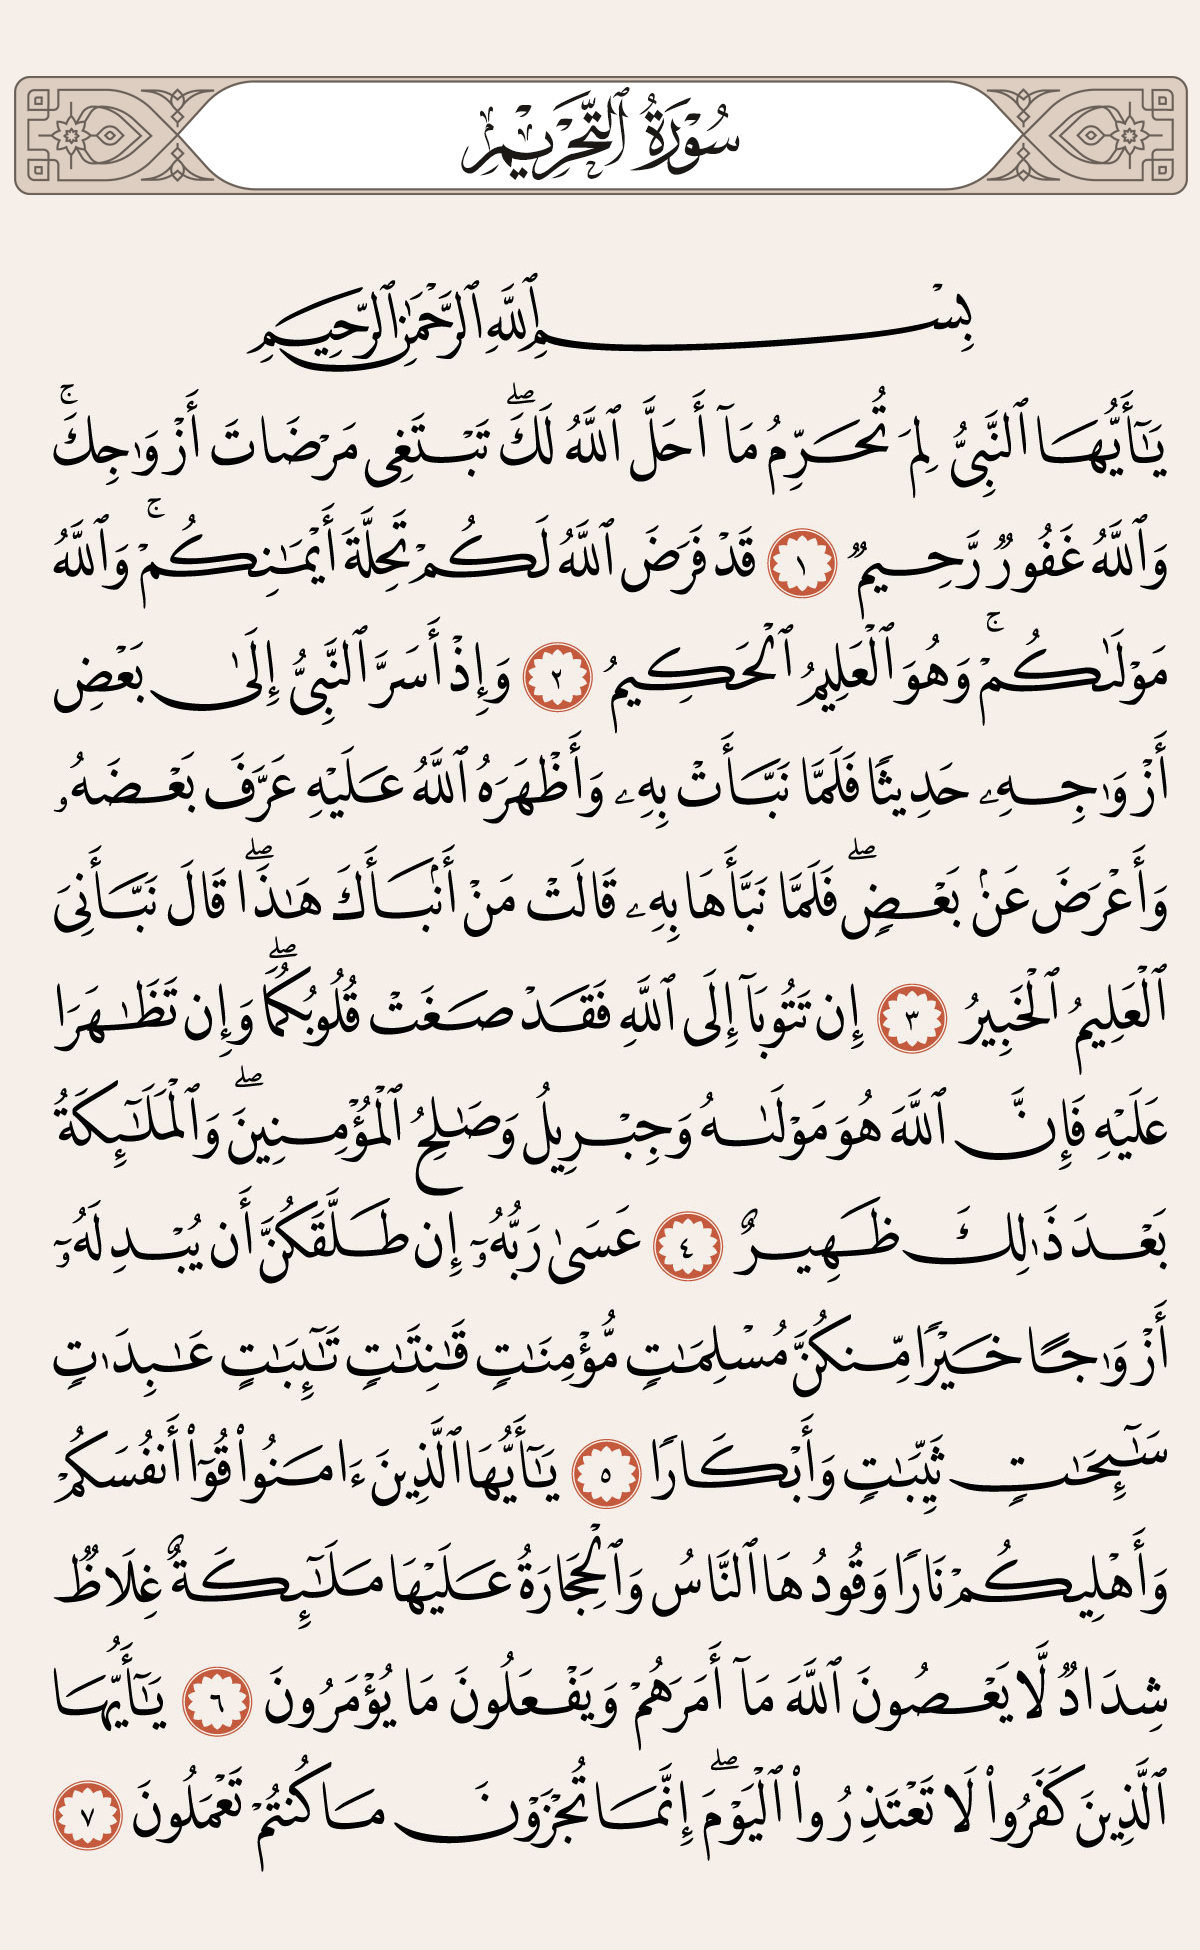 سُورَةُ ٱلتَّحۡرِيمِ
بِسۡمِ ٱللَّهِ ٱلرَّحۡمَٰنِ ٱلرَّحِيمِ
يَٰٓأَيُّهَا ٱلنَّبِيُّ لِمَ تُحَرِّمُ مَآ أَحَلَّ ٱللَّهُ لَكَۖ تَبۡتَغِي مَرۡضَاتَ أَزۡوَٰجِكَۚ
وَٱللَّهُ غَفُورٞ رَّحِيمٞ ١ قَدۡ فَرَضَ ٱللَّهُ لَكُمۡ تَحِلَّةَ أَيۡمَٰنِكُمۡۚ وَٱللَّهُ
مَوۡلَىٰكُمۡۖ وَهُوَ ٱلۡعَلِيمُ ٱلۡحَكِيمُ ٢ وَإِذۡ أَسَرَّ ٱلنَّبِيُّ إِلَىٰ بَعۡضِ
أَزۡوَٰجِهِۦ حَدِيثٗا فَلَمَّا نَبَّأَتۡ بِهِۦ وَأَظۡهَرَهُ ٱللَّهُ عَلَيۡهِ عَرَّفَ بَعۡضَهُۥ
وَأَعۡرَضَ عَنۢ بَعۡضٖۖ فَلَمَّا نَبَّأَهَا بِهِۦ قَالَتۡ مَنۡ أَنۢبَأَكَ هَٰذَاۖ قَالَ نَبَّأَنِيَ
ٱلۡعَلِيمُ ٱلۡخَبِيرُ ٣ إِن تَتُوبَآ إِلَى ٱللَّهِ فَقَدۡ صَغَتۡ قُلُوبُكُمَاۖ وَإِن تَظَٰهَرَا
عَلَيۡهِ فَإِنَّ ٱللَّهَ هُوَ مَوۡلَىٰهُ وَجِبۡرِيلُ وَصَٰلِحُ ٱلۡمُؤۡمِنِينَۖ وَٱلۡمَلَٰٓئِكَةُ
بَعۡدَ ذَٰلِكَ ظَهِيرٌ ٤ عَسَىٰ رَبُّهُۥٓ إِن طَلَّقَكُنَّ أَن يُبۡدِلَهُۥٓ
أَزۡوَٰجًا خَيۡرٗا مِّنكُنَّ مُسۡلِمَٰتٖ مُّؤۡمِنَٰتٖ قَٰنِتَٰتٖ تَٰٓئِبَٰتٍ عَٰبِدَٰتٖ
سَٰٓئِحَٰتٖ ثَيِّبَٰتٖ وَأَبۡكَارٗا ٥ يَٰٓأَيُّهَا ٱلَّذِينَ ءَامَنُواْ قُوٓاْ أَنفُسَكُمۡ
وَأَهۡلِيكُمۡ نَارٗا وَقُودُهَا ٱلنَّاسُ وَٱلۡحِجَارَةُ عَلَيۡهَا مَلَٰٓئِكَةٌ غِلَاظٞ
شِدَادٞ لَّا يَعۡصُونَ ٱللَّهَ مَآ أَمَرَهُمۡ وَيَفۡعَلُونَ مَا يُؤۡمَرُونَ ٦ يَٰٓأَيُّهَا
ٱلَّذِينَ كَفَرُواْ لَا تَعۡتَذِرُواْ ٱلۡيَوۡمَۖ إِنَّمَا تُجۡزَوۡنَ مَا كُنتُمۡ تَعۡمَلُونَ ٧